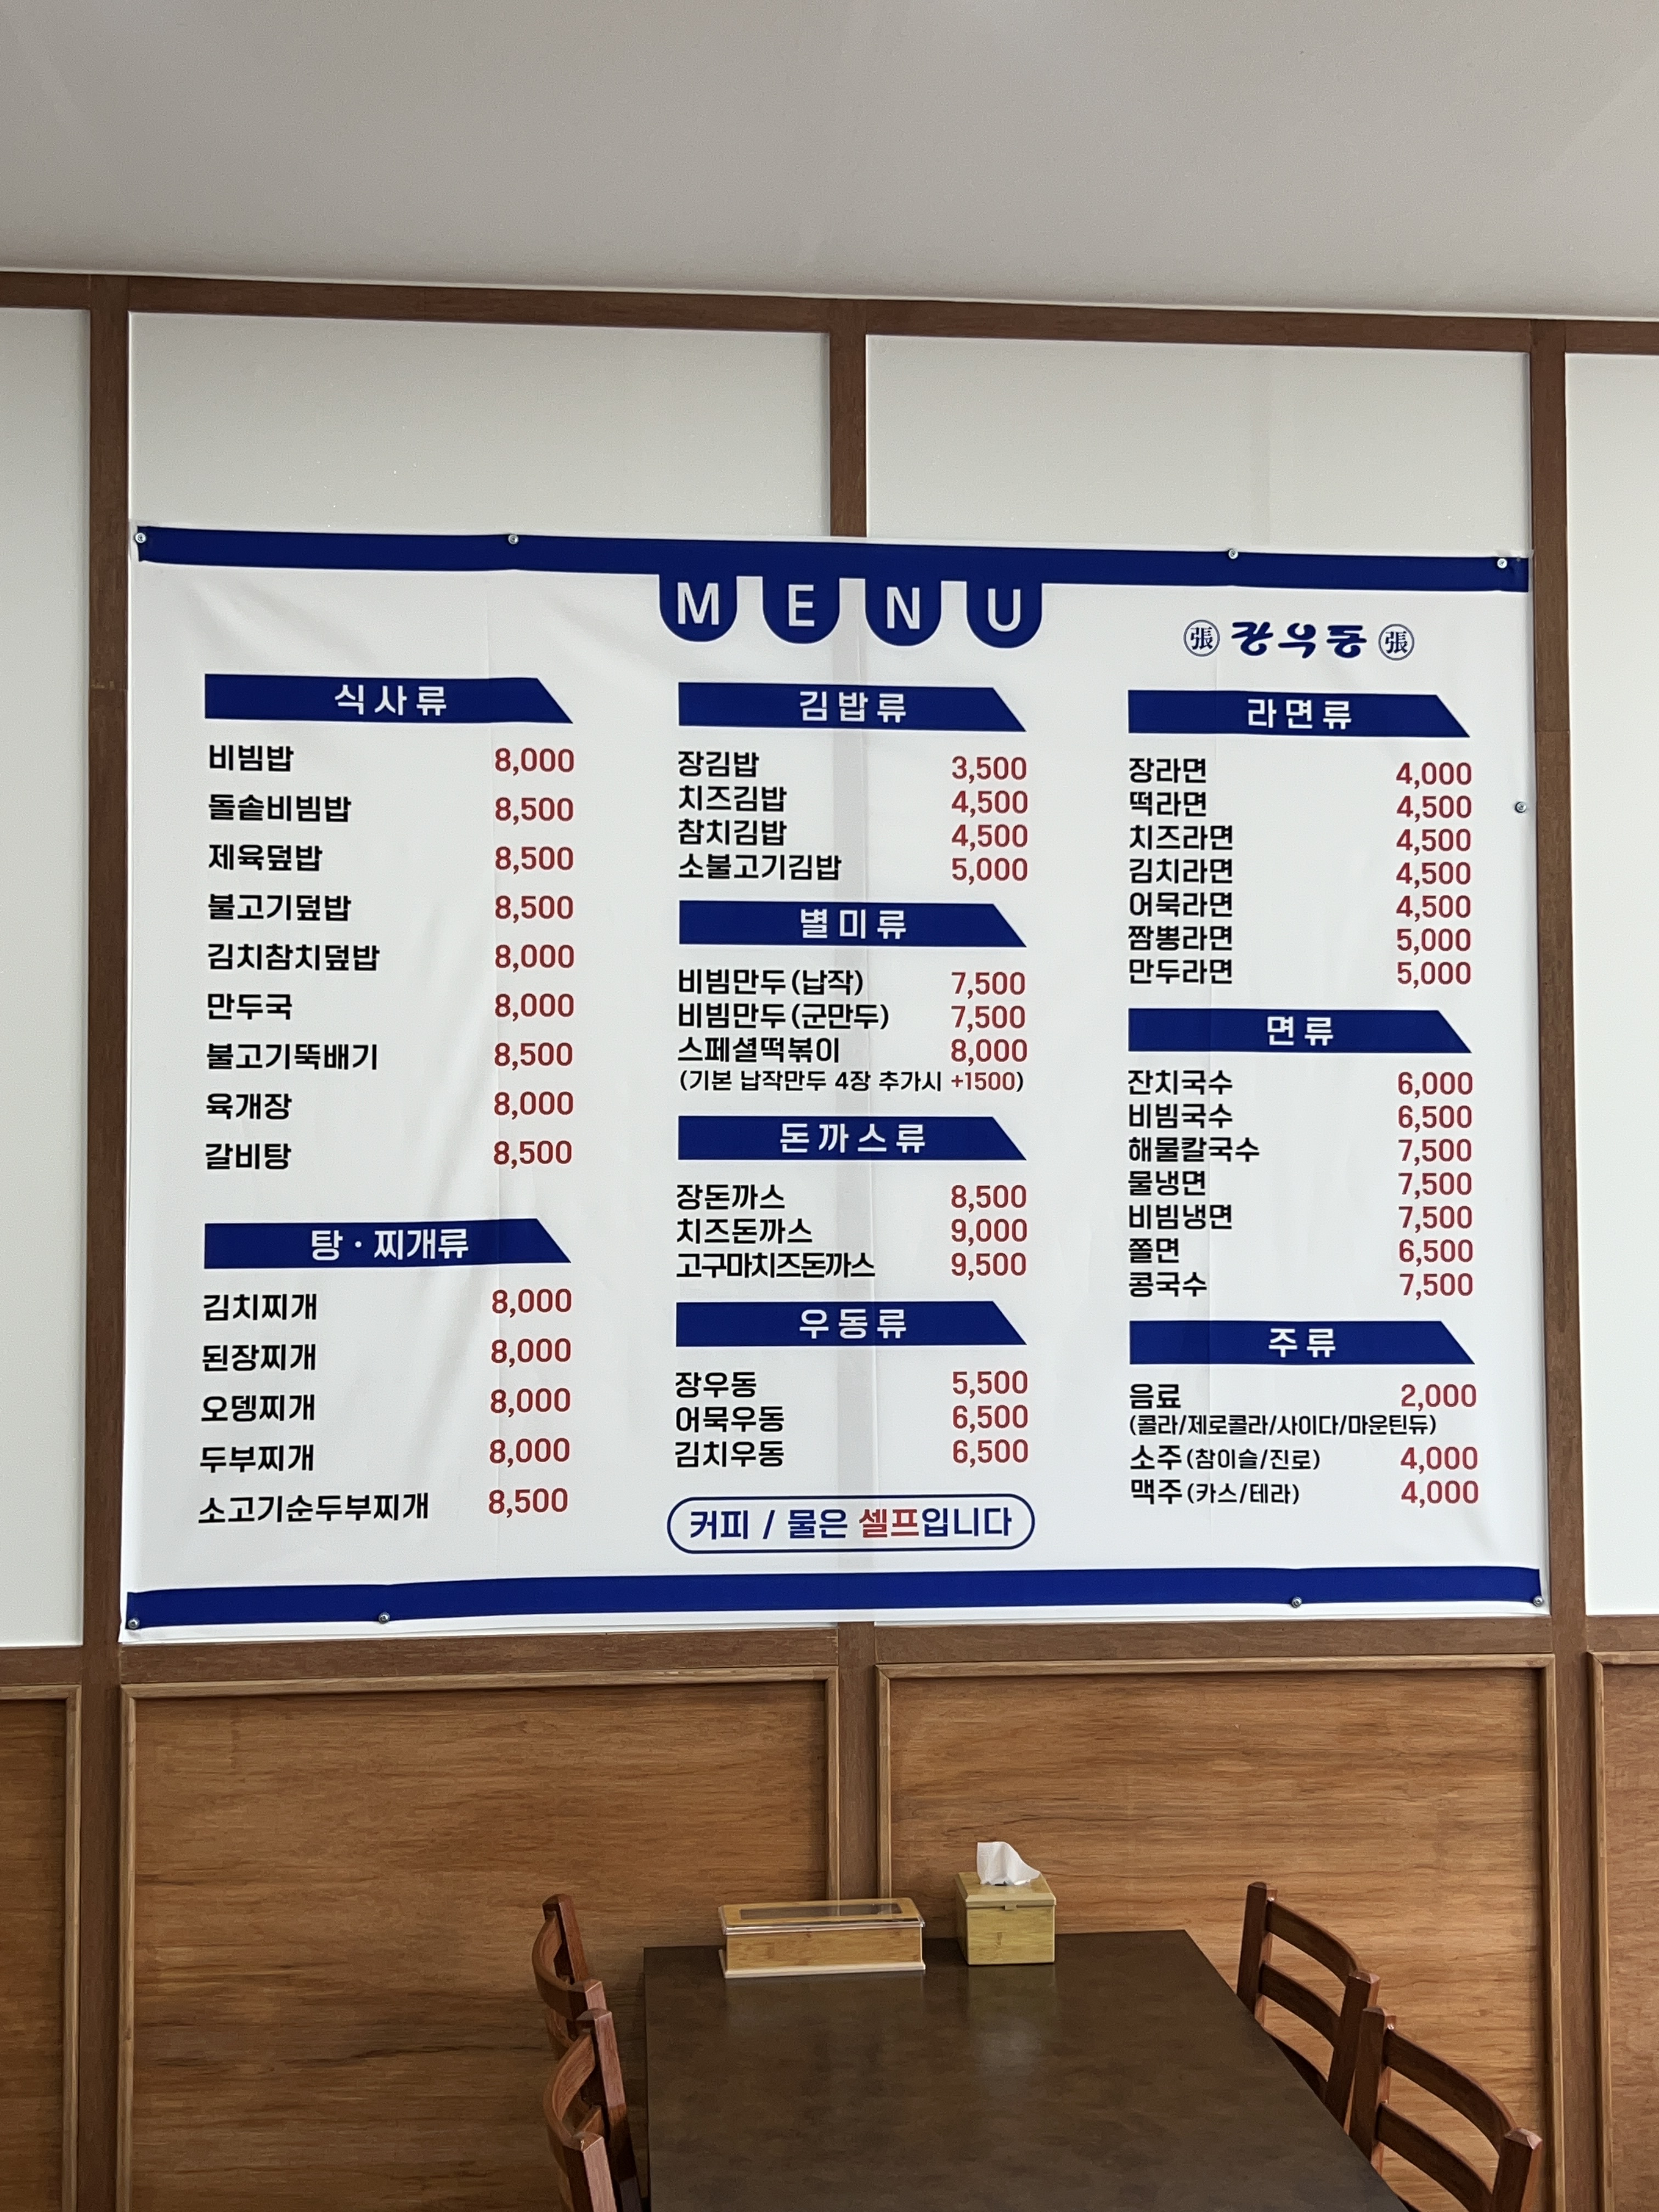 MENU
張 장우동 張
식사류
비빔밥 8,000
돌솥비빔밥 8,500
제육덮밥 8,500
불고기덮밥 8,500
김치참치덮밥 8,000
만두국 8,000
불고기뚝배기 8,500
육개장 8,000
갈비탕 8,500
탕·찌개류
김치찌개 8,000
된장찌개 8,000
오뎅찌개 8,000
두부찌개 8,000
소고기순두부찌개 8,500
김밥류
장김밥 3,500
치즈김밥 4,500
참치김밥 4,500
소불고기김밥 5,000
별미류
비빔만두(납작) 7,500
비빔만두(군만두) 7,500
스페셜떡볶이 8,000
(기본 납작만두 4장 추가시 +1500)
돈까스류
장돈까스 8,500
치즈돈까스 9,000
고구마치즈돈까스 9,500
우동류
장우동 5,500
어묵우동 6,500
김치우동 6,500
커피 / 물은 셀프입니다
라면류
장라면 4,000
떡라면 4,500
치즈라면 4,500
김치라면 4,500
어묵라면 4,500
짬뽕라면 5,000
만두라면 5,000
면류
잔치국수 6,000
비빔국수 6,500
해물칼국수 7,500
물냉면 7,500
비빔냉면 7,500
쫄면 6,500
콩국수 7,500
주류
음료 2,000
(콜라/제로콜라/사이다/마운틴듀)
소주(참이슬/진로) 4,000
맥주(카스/테라) 4,000